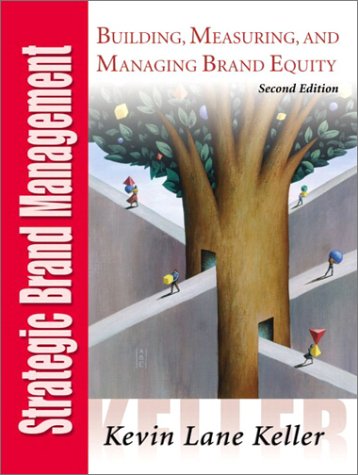 Strategic Brand Management
BUILDING, MEASURING, AND
MANAGING BRAND EQUITY
Second Edition
KELLER
Kevin Lane Keller